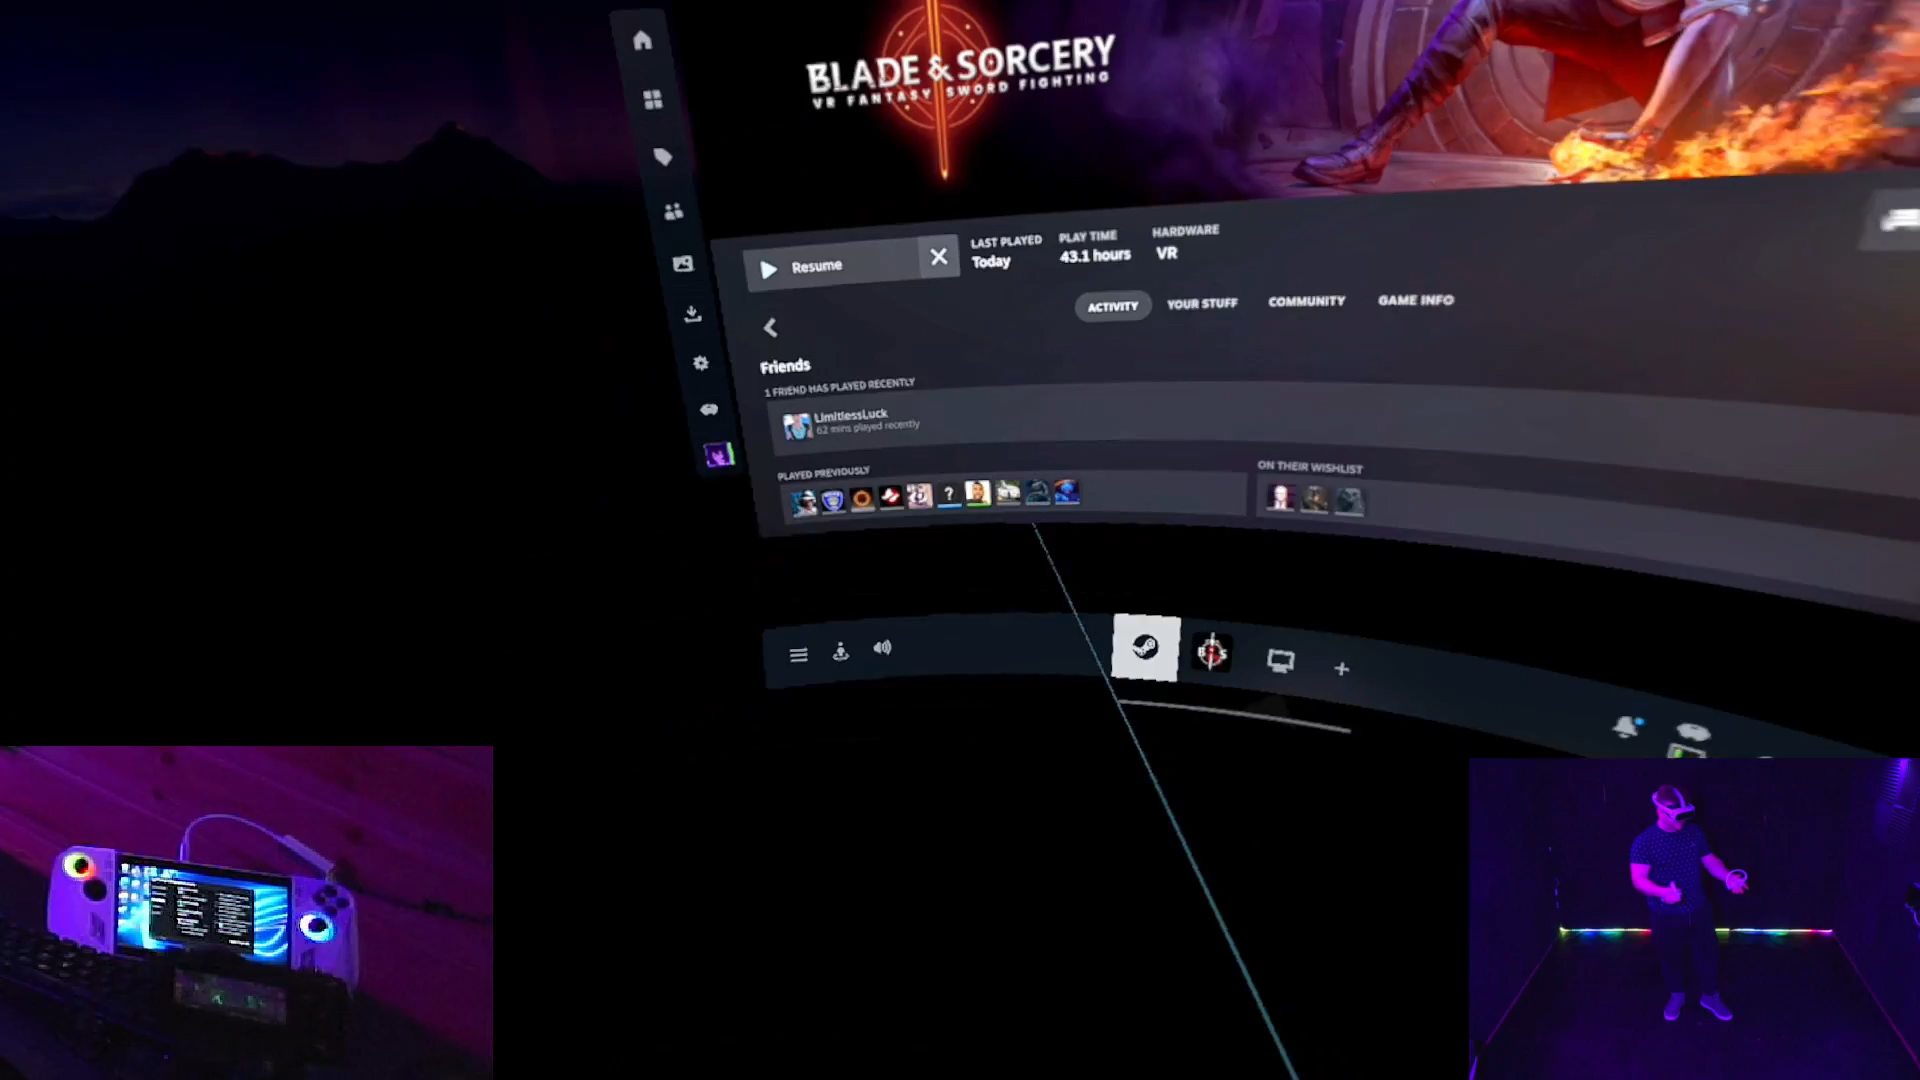 BLADE & SORCERY
VR FANTASY SWORD FIGHTING
Resume
LAST PLAYED
Today
PLAY TIME
43.1 hours
HARDWARE
VR
ACTIVITY
YOUR STUFF
COMMUNITY
GAME INFO
Friends
1 FRIEND HAS PLAYED RECENTLY
LimitlessLuck
62 mins played recently
PLAYED PREVIOUSLY
ON THEIR WISHLIST
?
B S